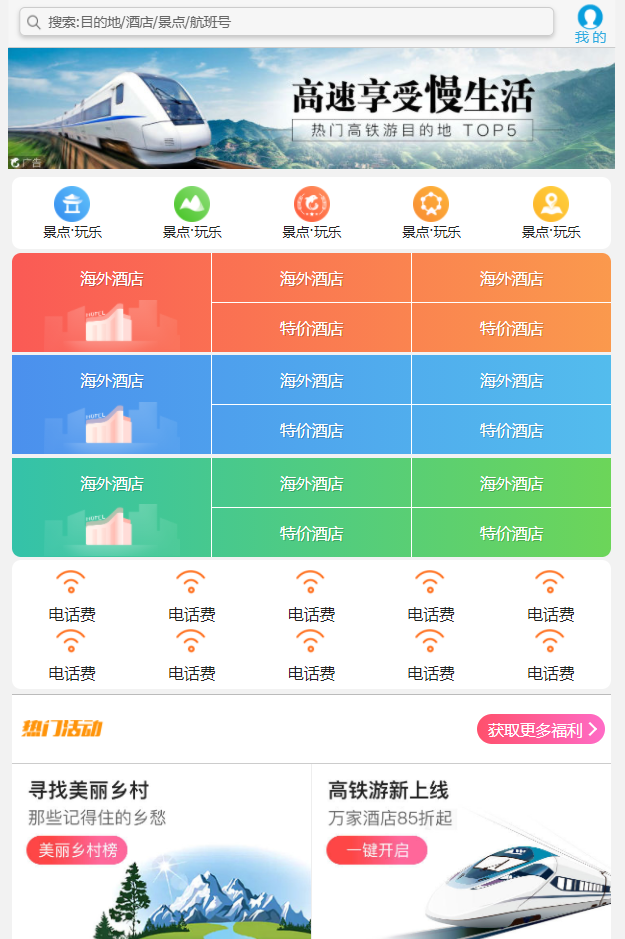 搜索:目的地/酒店/景点/航班号
我 的
高速享受慢生活
热门高铁游目的地 TOP5
广告
景点·玩乐 景点·玩乐 景点·玩乐 景点·玩乐 景点·玩乐
海外酒店 海外酒店 海外酒店
HOTEL
特价酒店 特价酒店
海外酒店 海外酒店 海外酒店
HOTEL
特价酒店 特价酒店
海外酒店 海外酒店 海外酒店
HOTEL
特价酒店 特价酒店
电话费 电话费 电话费 电话费 电话费
电话费 电话费 电话费 电话费 电话费
热门活动
获取更多福利
寻找美丽乡村
那些记得住的乡愁
美丽乡村榜
高铁游新上线
万家酒店85折起
一键开启